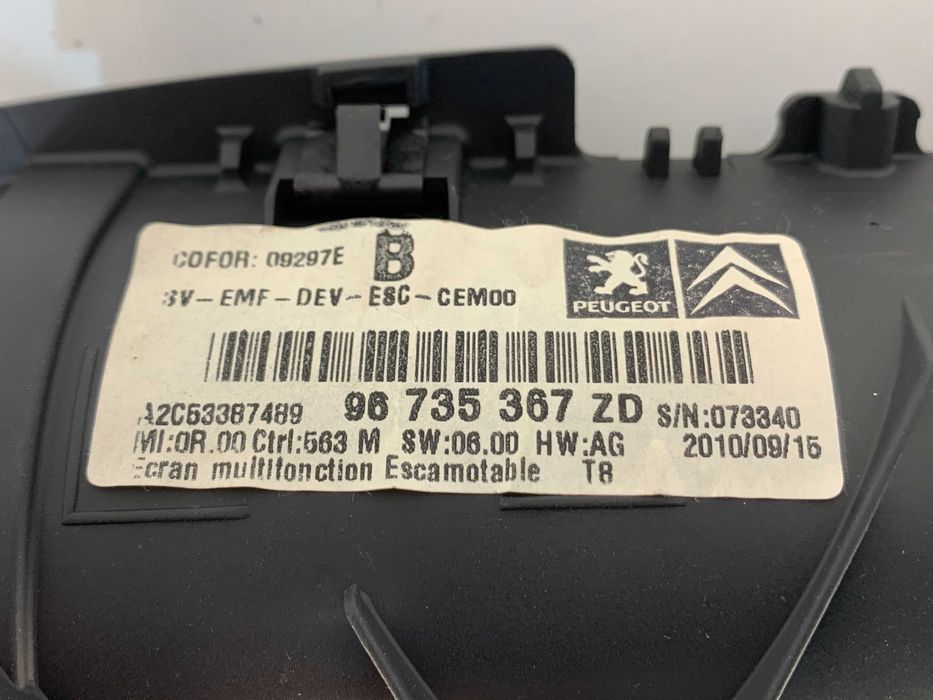 COFOR: 09297E B
SV-EMF-DEV-ESC-CEM00
PEUGEOT
A2C53387489 96 735 367 ZD S/N:073340
MI:0R.00 Ctrl:563 M SW:06.00 HW:AG 2010/09/15
Ecran multifonction Escamotable T8